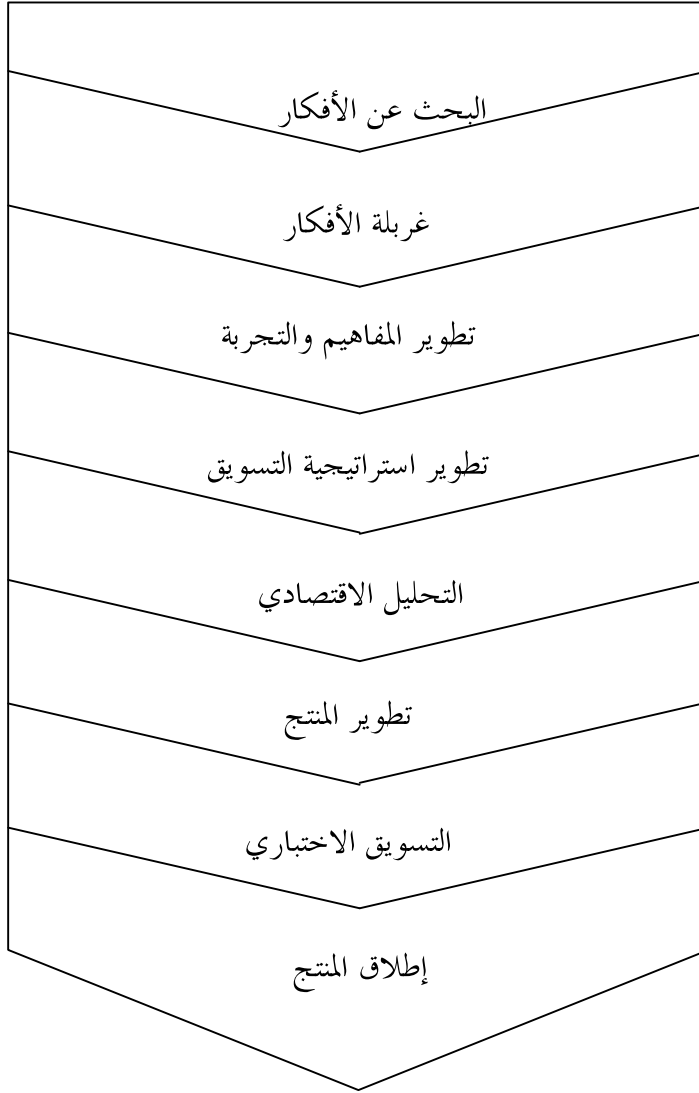 البحث عن الأفكار
غربلة الأفكار
تطوير المفاهيم والتجربة
تطوير استراتيجية التسويق
التحليل الاقتصادي
تطوير المنتج
التسويق الاختباري
إطلاق المنتج